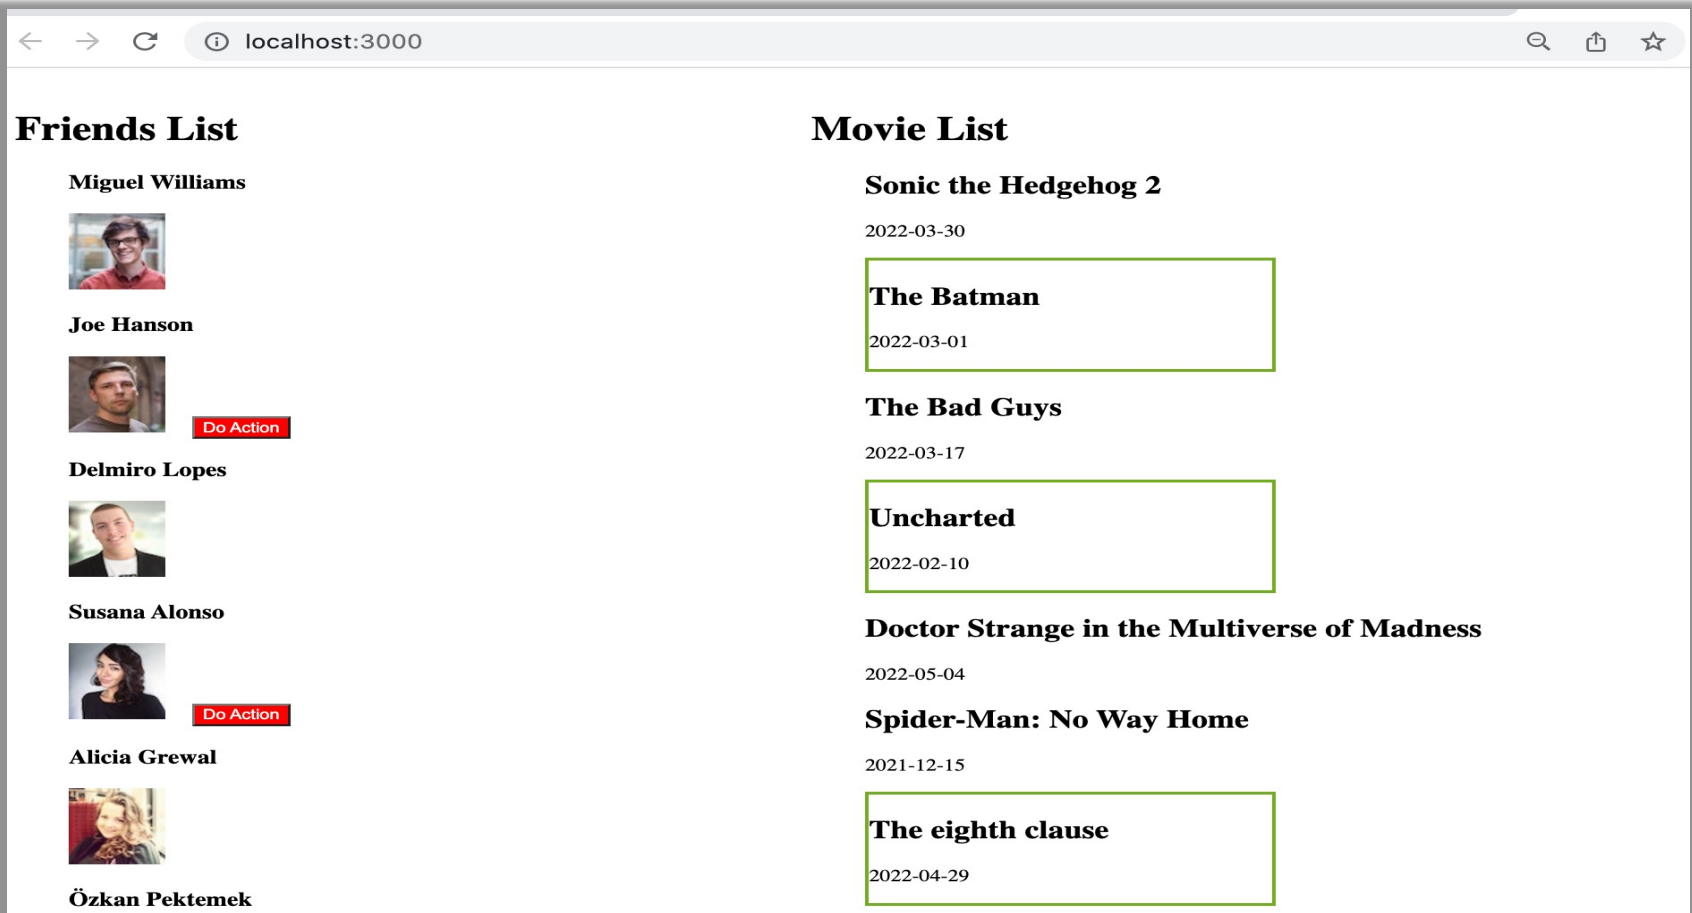 localhost:3000
Friends List
Miguel Williams
Joe Hanson
Do Action
Delmiro Lopes
Susana Alonso
Do Action
Alicia Grewal
Özkan Pektemek
Movie List
Sonic the Hedgehog 2
2022-03-30
The Batman
2022-03-01
The Bad Guys
2022-03-17
Uncharted
2022-02-10
Doctor Strange in the Multiverse of Madness
2022-05-04
Spider-Man: No Way Home
2021-12-15
The eighth clause
2022-04-29